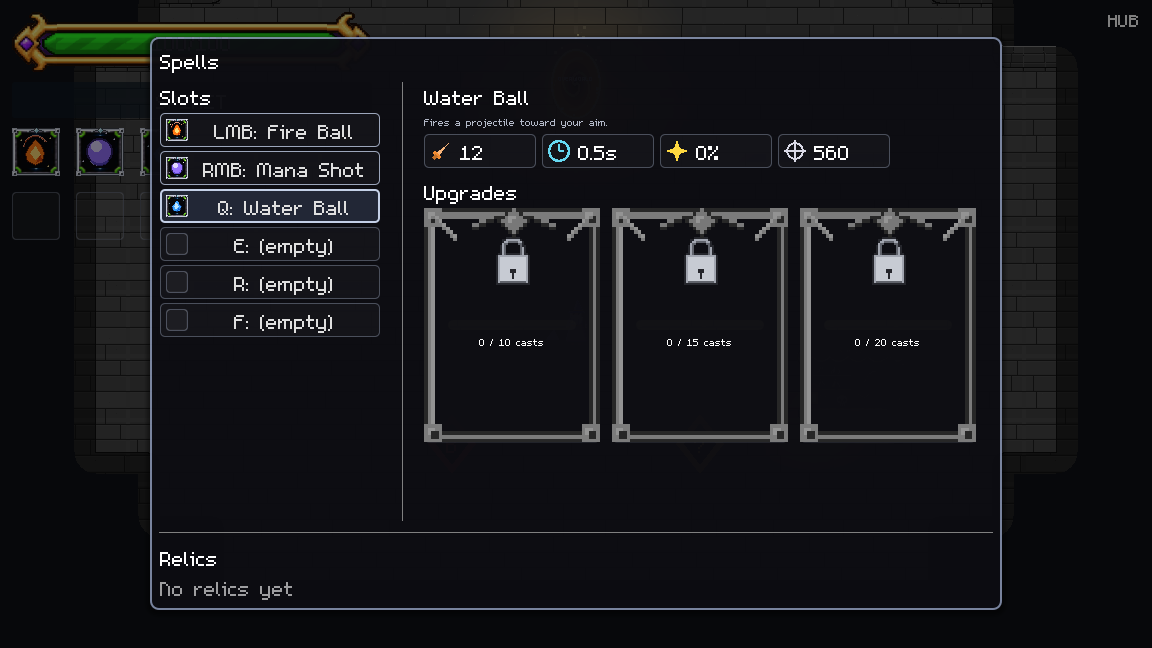 HUB
Spells
Slots
LMB: Fire Ball
RMB: Mana Shot
Q: Water Ball
E: (empty)
R: (empty)
F: (empty)
Water Ball
Fires a projectile toward your aim.
12
0.5s
0%
560
Upgrades
0 / 10 casts
0 / 15 casts
0 / 20 casts
Relics
No relics yet